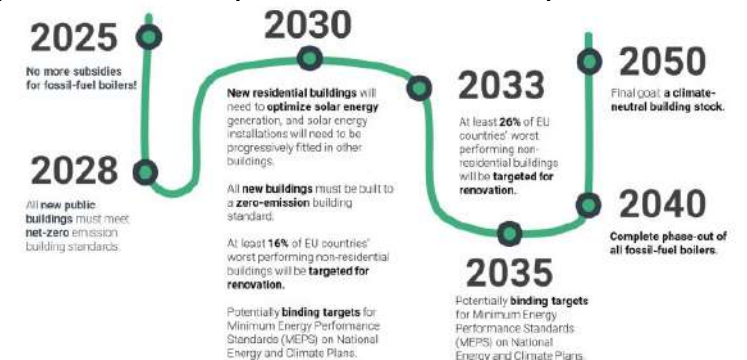 2025
No more subsidies
for fossil-fuel boilers!
2028
All new public
buildings must meet
net-zero emission
building standards.
2030
New residential buildings will
need to optimize solar energy
generation, and solar energy
installations will need to be
progressively fitted in other
buildings.
All new buildings must be built to
a zero-emission building
standard.
At least 16% of EU countries'
worst performing non-residential
buildings will be targeted for
renovation.
Potentially binding targets for
Minimum Energy Performance
Standards (MEPS) on National
Energy and Climate Plans.
2033
At least 26% of EU
countries' worst
performing non-
residential buildings
will be targeted for
renovation.
2035
Potentially binding targets
for Minimum Energy
Performance Standards
(MEPS) on National
Energy and Climate Plans.
2040
Complete phase-out of
all fossil-fuel boilers.
2050
Final goal: a climate-
neutral building stock.